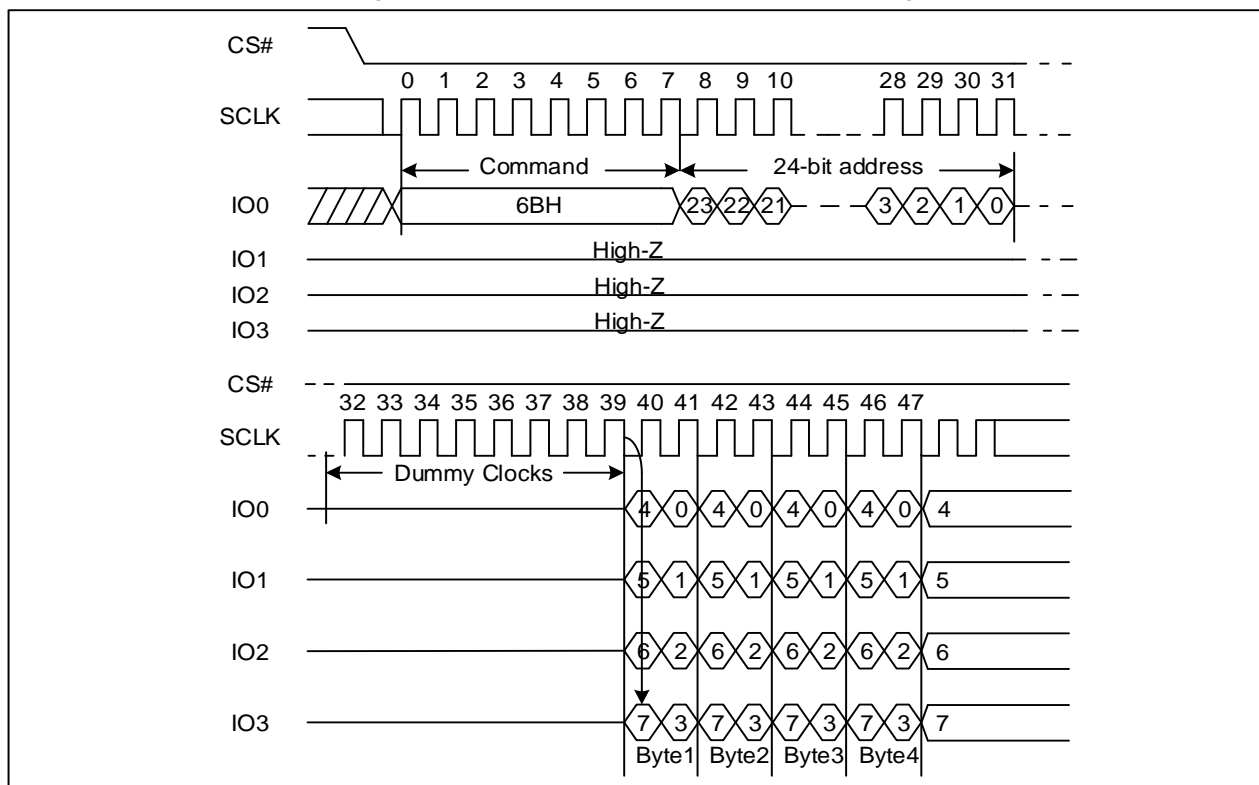 CS#
0 1 2 3 4 5 6 7 8 9 10 28 29 30 31
SCLK
Command 24-bit address
IO0 6BH 23 22 21 3 2 1 0
IO1 High-Z
IO2 High-Z
IO3 High-Z
CS#
32 33 34 35 36 37 38 39 40 41 42 43 44 45 46 47
SCLK
Dummy Clocks
IO0 4 0 4 0 4 0 4 0 4
IO1 5 1 5 1 5 1 5 1 5
IO2 6 2 6 2 6 2 6 2 6
IO3 7 3 7 3 7 3 7 3 7
Byte1 Byte2 Byte3 Byte4